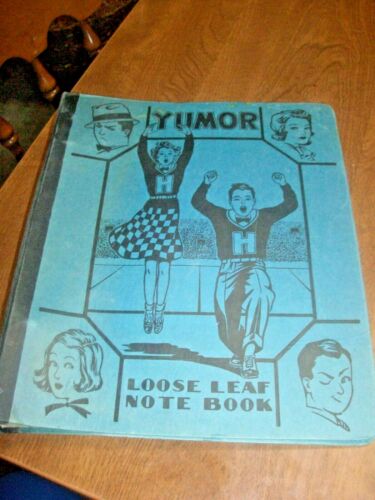 YUMOR
H
H
LOOSE LEAF
NOTE BOOK